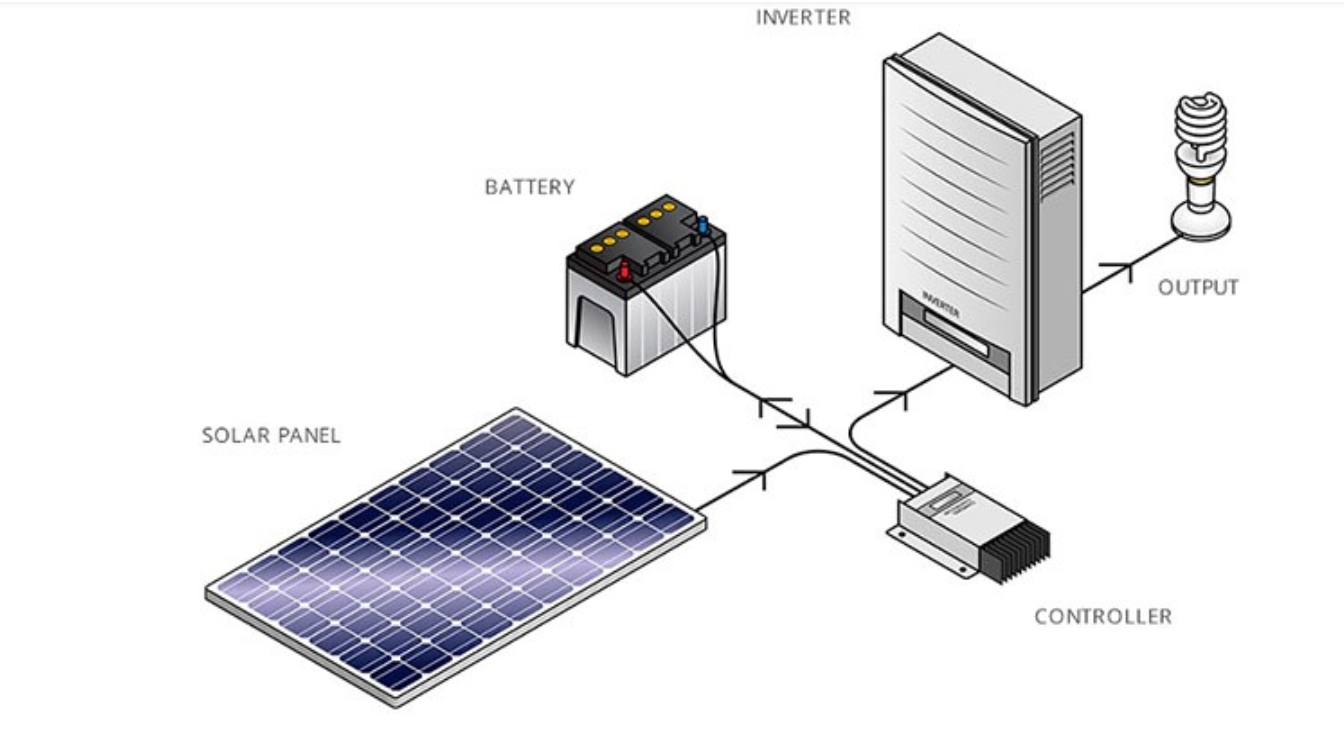 INVERTER
BATTERY
INVERTER
OUTPUT
SOLAR PANEL
CONTROLLER